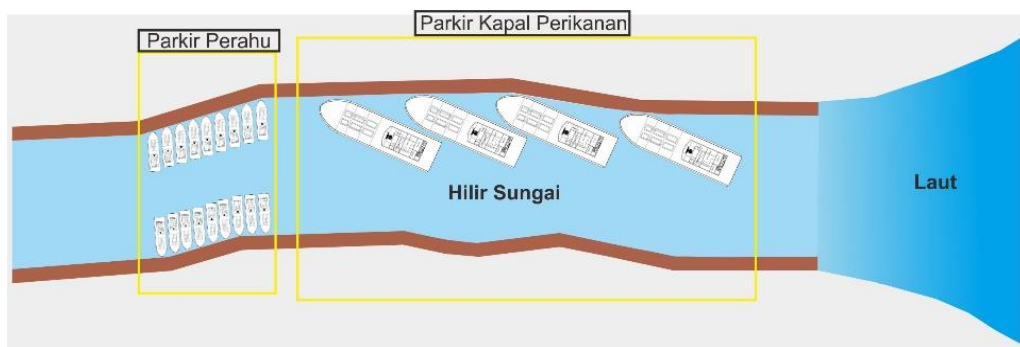 Parkir Kapal Perikanan
Parkir Perahu
Hilir Sungai
Laut